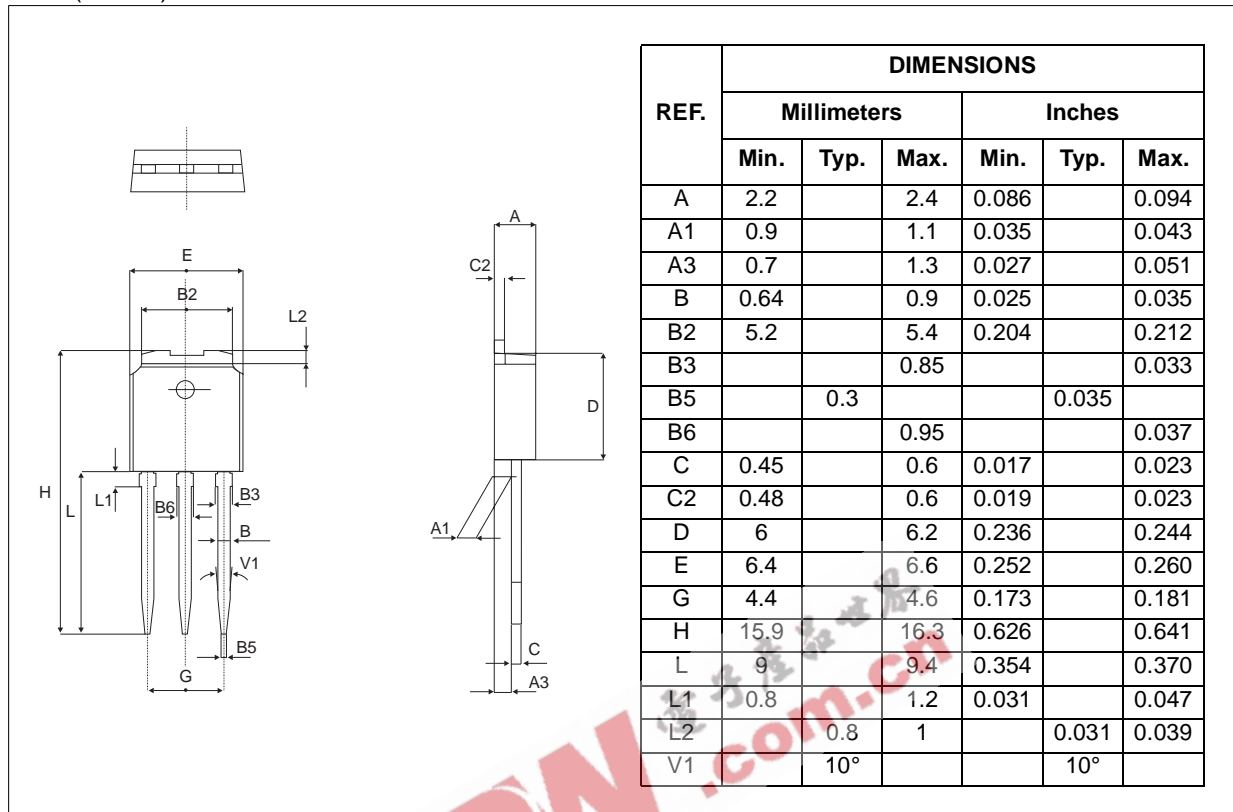 A
E
C2
B2
L2
D
H
L1
L
B6
B3
A1
B
V1
B5
G
C
A3
REF. DIMENSIONS
Millimeters Inches
Min. Typ. Max. Min. Typ. Max.
A 2.2 2.4 0.086 0.094
A1 0.9 1.1 0.035 0.043
A3 0.7 1.3 0.027 0.051
B 0.64 0.9 0.025 0.035
B2 5.2 5.4 0.204 0.212
B3 0.85 0.033
B5 0.3 0.035
B6 0.95 0.037
C 0.45 0.6 0.017 0.023
C2 0.48 0.6 0.019 0.023
D 6 6.2 0.236 0.244
E 6.4 6.6 0.252 0.260
G 4.4 4.6 0.173 0.181
H 15.9 16.3 0.626 0.641
L 9 9.4 0.354 0.370
L1 0.8 1.2 0.031 0.047
L2 0.8 1 0.031 0.039
V1 10° 10°
電子產品世界
.com.cn